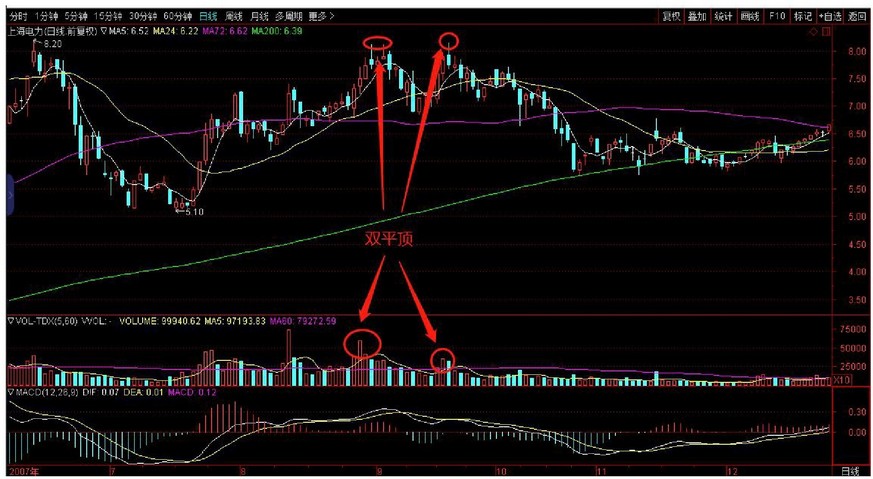 分时 1分钟 5分钟 15分钟 30分钟 60分钟 日线 周线 月线 多周期 更多 > 复权 叠加 统计 画线 F10 标记 +自选 返回
上海电力(日线.前复权) ▽MA5: 6.52 MA24: 6.22 MA72: 6.62 MA200: 6.39
8.20
8.00
7.50
7.00
6.50
6.00
5.50
5.10
5.00
双平顶
4.50
4.00
3.50
▽VOL-TDX(5,60) VVOL: - VOLUME: 99940.62 MA5: 97193.83 MA60: 79272.59
75000
50000
25000
X10
▽MACD(12,26,9) DIF: 0.07 DEA: 0.01 MACD: 0.12
0.30
0.00
2007年 7 8 9 10 11 12 日线